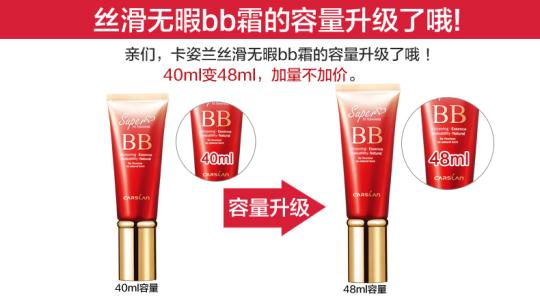 丝滑无暇bb霜的容量升级了哦!
亲们，卡姿兰丝滑无暇bb霜的容量升级了哦！
40ml变48ml，加量不加价。
Super
BB
CARSLAN
40ml
CARSLAN
容量升级
Super
BB
CARSLAN
BB
48ml
CARSLAN
40ml容量
48ml容量